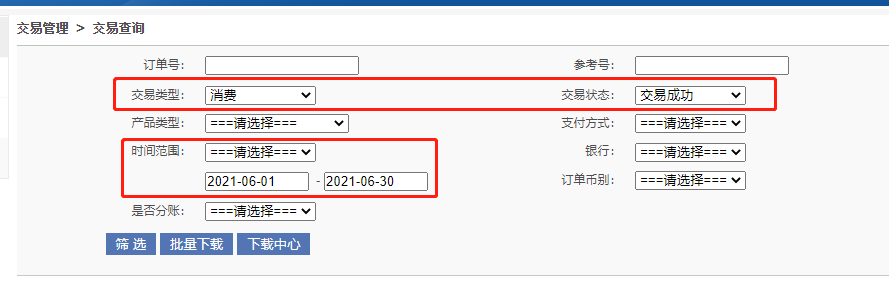 交易管理 > 交易查询
订单号: 参考号:
交易类型: 消费 交易状态: 交易成功
产品类型: ===请选择=== 支付方式: ===请选择===
时间范围: ===请选择=== 银行: ===请选择===
2021-06-01 - 2021-06-30 订单币别: ===请选择===
是否分账: ===请选择===
筛 选 批量下载 下载中心